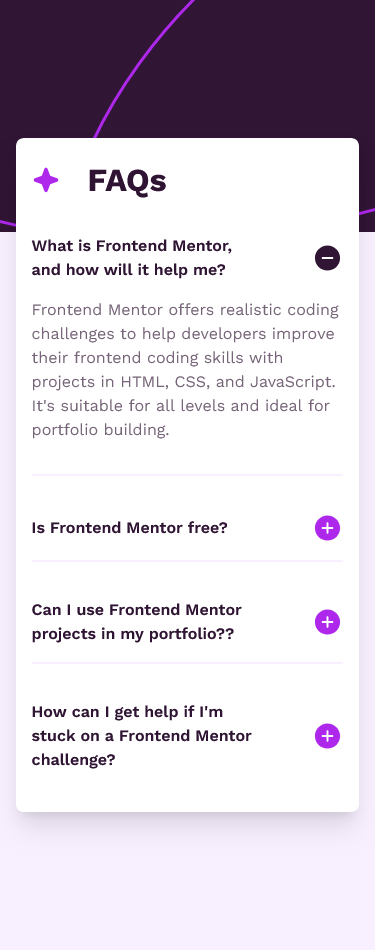 FAQs
What is Frontend Mentor,
and how will it help me?
Frontend Mentor offers realistic coding
challenges to help developers improve
their frontend coding skills with
projects in HTML, CSS, and JavaScript.
It's suitable for all levels and ideal for
portfolio building.
Is Frontend Mentor free?
Can I use Frontend Mentor
projects in my portfolio??
How can I get help if I'm
stuck on a Frontend Mentor
challenge?